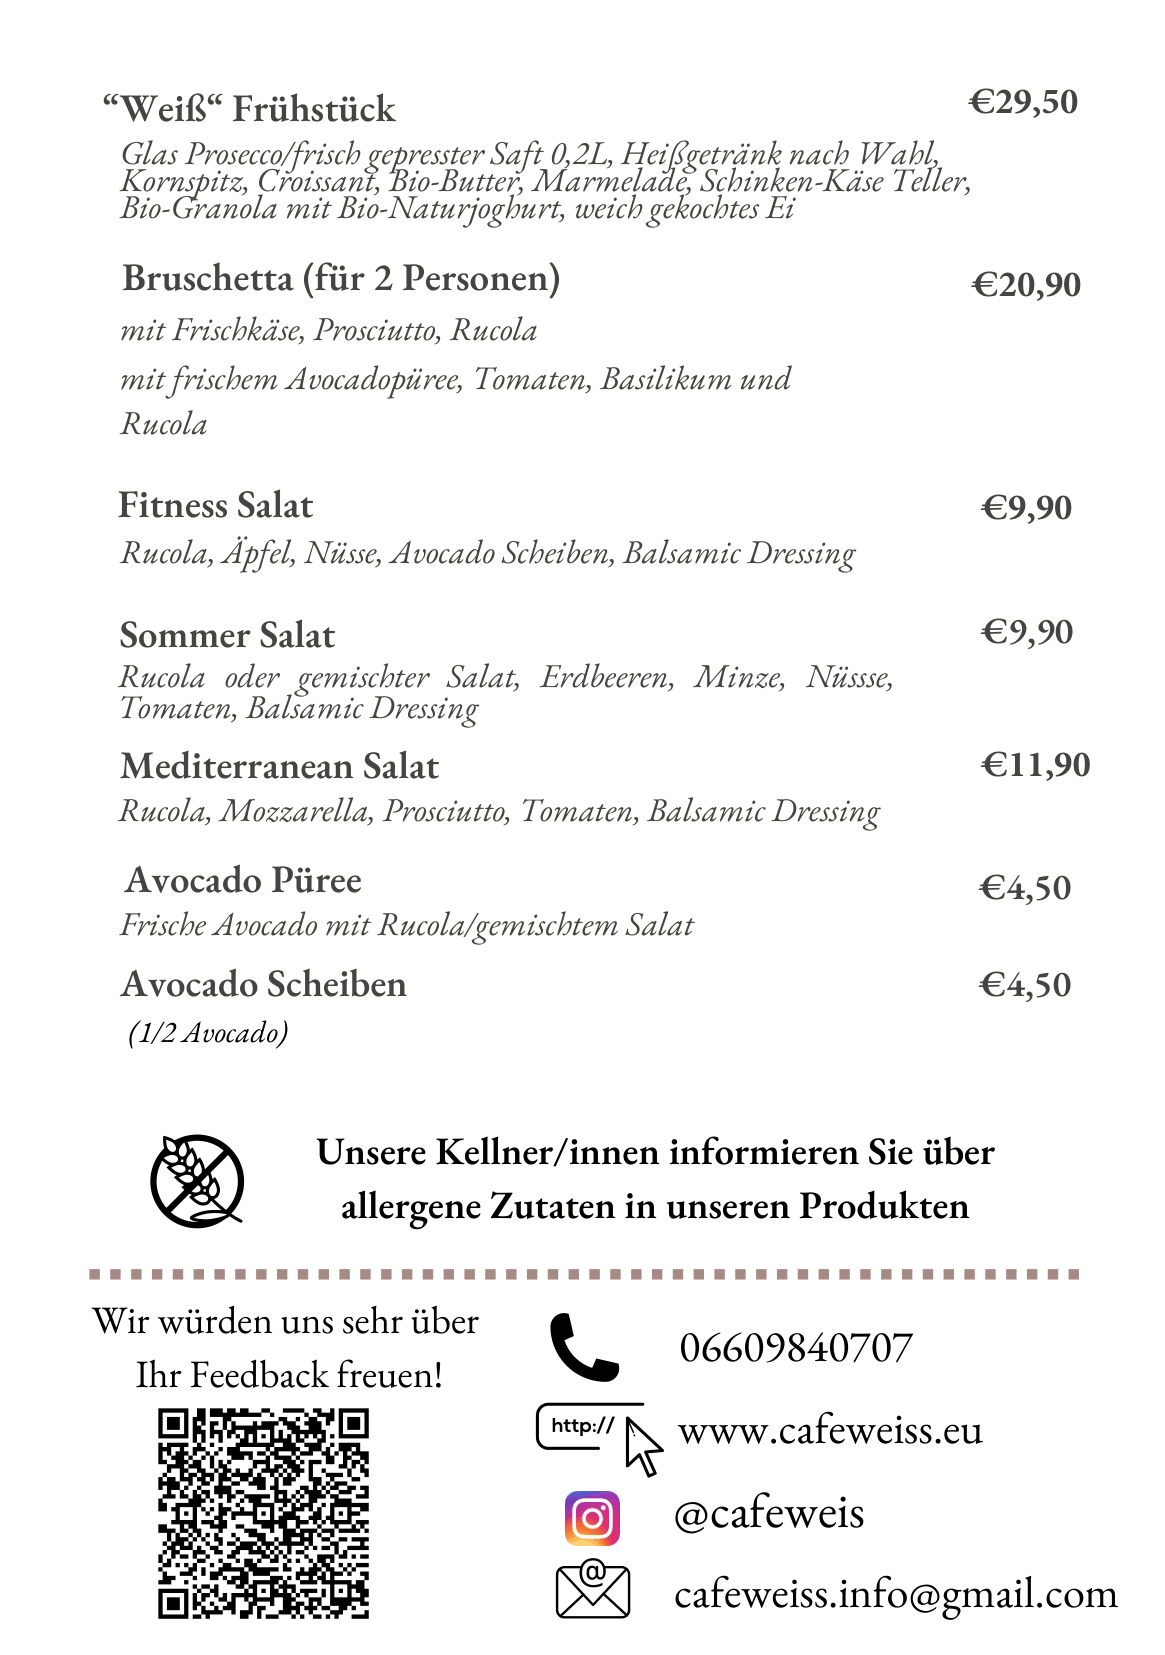 “Weiß“ Frühstück €29,50
Glas Prosecco/frisch gepresster Saft 0,2L, Heißgetränk nach Wahl,
Kornspitz, Croissant, Bio-Butter, Marmelade, Schinken-Käse Teller,
Bio-Granola mit Bio-Naturjoghurt, weich gekochtes Ei
Bruschetta (für 2 Personen) €20,90
mit Frischkäse, Prosciutto, Rucola
mit frischem Avocadopüree, Tomaten, Basilikum und
Rucola
Fitness Salat €9,90
Rucola, Äpfel, Nüsse, Avocado Scheiben, Balsamic Dressing
Sommer Salat €9,90
Rucola oder gemischter Salat, Erdbeeren, Minze, Nüssse,
Tomaten, Balsamic Dressing
Mediterranean Salat €11,90
Rucola, Mozzarella, Prosciutto, Tomaten, Balsamic Dressing
Avocado Püree €4,50
Frische Avocado mit Rucola/gemischtem Salat
Avocado Scheiben €4,50
(1/2 Avocado)
Unsere Kellner/innen informieren Sie über
allergene Zutaten in unseren Produkten
Wir würden uns sehr über
Ihr Feedback freuen!
06609840707
http://
www.cafeweiss.eu
@cafeweis
@
cafeweiss.info@gmail.com